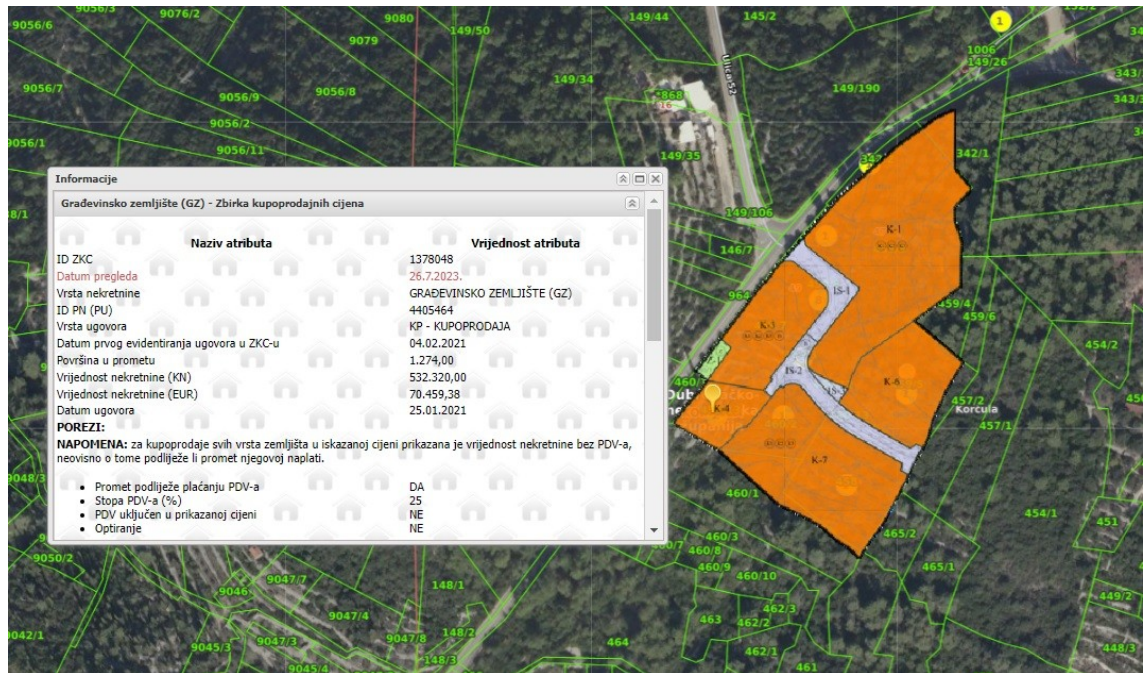 9056/3
9076/2
9080
149/44
145/2
9056/6
9079
149/50
1
1006
149/26
9056/7
9056/9
9056/8
149/34
Ulica 52
149/190
*868
16
9056/2
9056/1
9056/11
149/35
342/1
149/106
K-1
146/7
964
IS-1
459/4
459/6
K-3
454/2
IS-2
K-6
460/
K-4
Korcula
457/2
457/1
K-7
460/1
454/1
451
465/2
465/1
460/7
460/3
460/8
460/9
460/10
449/2
462/3
463
462/2
464
462/1
461
448/3
9050/2
9047/7
9046
148/1
9047/4
9042/1
9045/3
9047/3
9047/8
148/2
148/3
9045/4
Informacije
Građevinsko zemljište (GZ) - Zbirka kupoprodajnih cijena
Naziv atributa Vrijednost atributa
ID ZKC 1378048
Datum pregleda 26.7.2023.
Vrsta nekretnine GRAĐEVINSKO ZEMLJIŠTE (GZ)
ID PN (PU) 4405464
Vrsta ugovora KP - KUPOPRODAJA
Datum prvog evidentiranja ugovora u ZKC-u 04.02.2021
Površina u prometu 1.274,00
Vrijednost nekretnine (KN) 532.320,00
Vrijednost nekretnine (EUR) 70.459,38
Datum ugovora 25.01.2021
POREZI:
NAPOMENA: za kupoprodaje svih vrsta zemljišta u iskazanoj cijeni prikazana je vrijednost nekretnine bez PDV-a,
neovisno o tome podliježe li promet njegovoj naplati.
• Promet podliježe plaćanju PDV-a DA
• Stopa PDV-a (%) 25
• PDV uključen u prikazanoj cijeni NE
• Optiranje NE